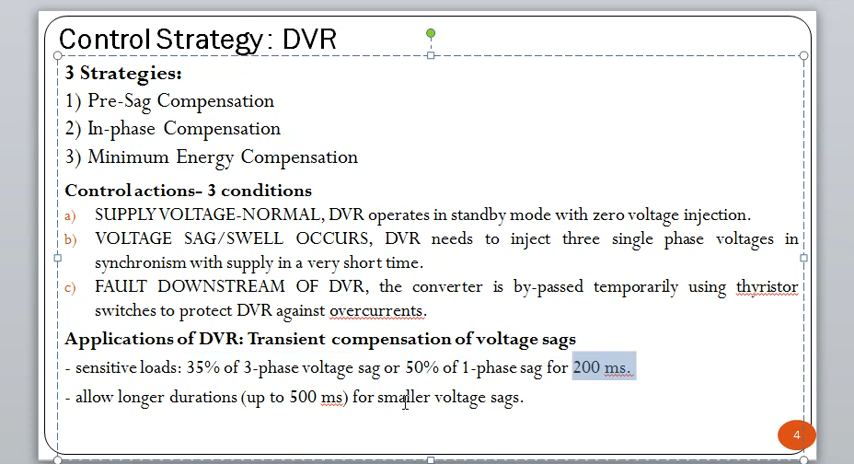 Control Strategy: DVR
3 Strategies:
1) Pre-Sag Compensation
2) In-phase Compensation
3) Minimum Energy Compensation
Control actions- 3 conditions
a) SUPPLY VOLTAGE-NORMAL, DVR operates in standby mode with zero voltage injection.
b) VOLTAGE SAG/SWELL OCCURS, DVR needs to inject three single phase voltages in
synchronism with supply in a very short time.
c) FAULT DOWNSTREAM OF DVR, the converter is by-passed temporarily using thyristor
switches to protect DVR against overcurrents.
Applications of DVR: Transient compensation of voltage sags
- sensitive loads: 35% of 3-phase voltage sag or 50% of 1-phase sag for 200 ms.
- allow longer durations (up to 500 ms) for smaller voltage sags.
4